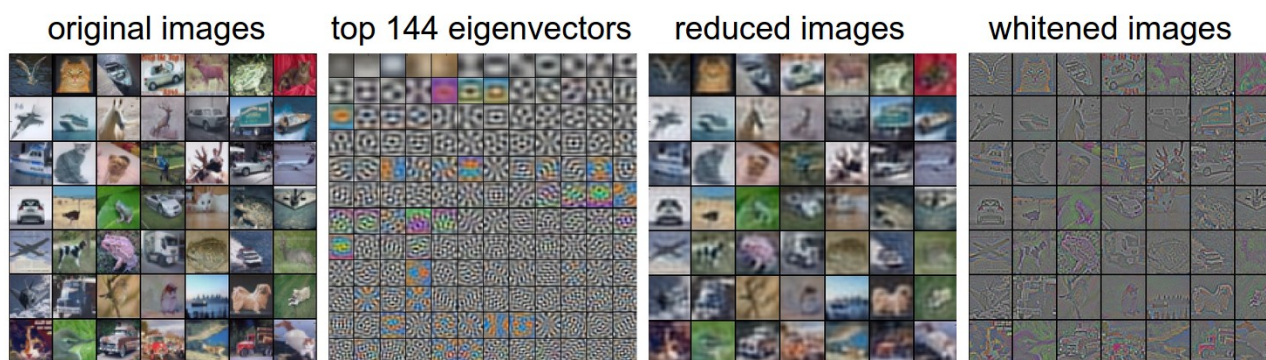 original images
top 144 eigenvectors
reduced images
whitened images